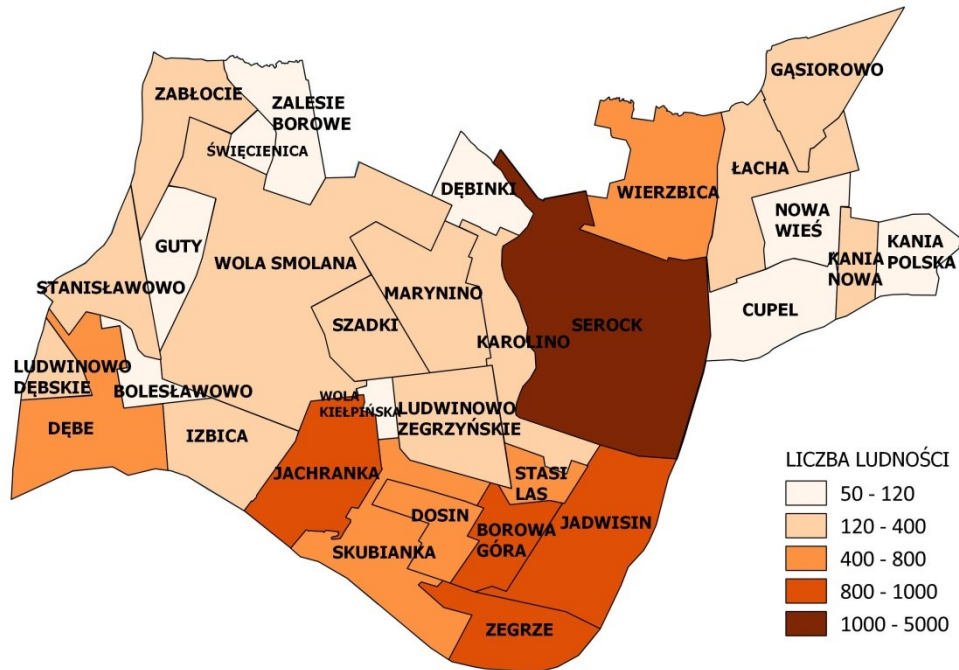 GĄSIOROWO
ZABŁOCIE
ZALESIE
BOROWE
ŚWIĘCIENICA
ŁACHA
DĘBINKI
WIERZBICA
NOWA
WIEŚ
KANIA
POLSKA
GUTY
WOLA SMOLANA
KANIA
NOWA
STANISŁAWOWO
MARYNINO
CUPEL
SZADKI
SEROCK
KAROLINO
LUDWINOWO
DĘBSKIE
BOLESŁAWOWO
WOLA
KIEŁPIŃSKA
LUDWINOWO
ZEGRZYŃSKIE
DĘBE
IZBICA
JACHRANKA
STASI
LAS
DOSIN
BOROWA
GÓRA
JADWISIN
SKUBIANKA
ZEGRZE
LICZBA LUDNOŚCI
50 - 120
120 - 400
400 - 800
800 - 1000
1000 - 5000